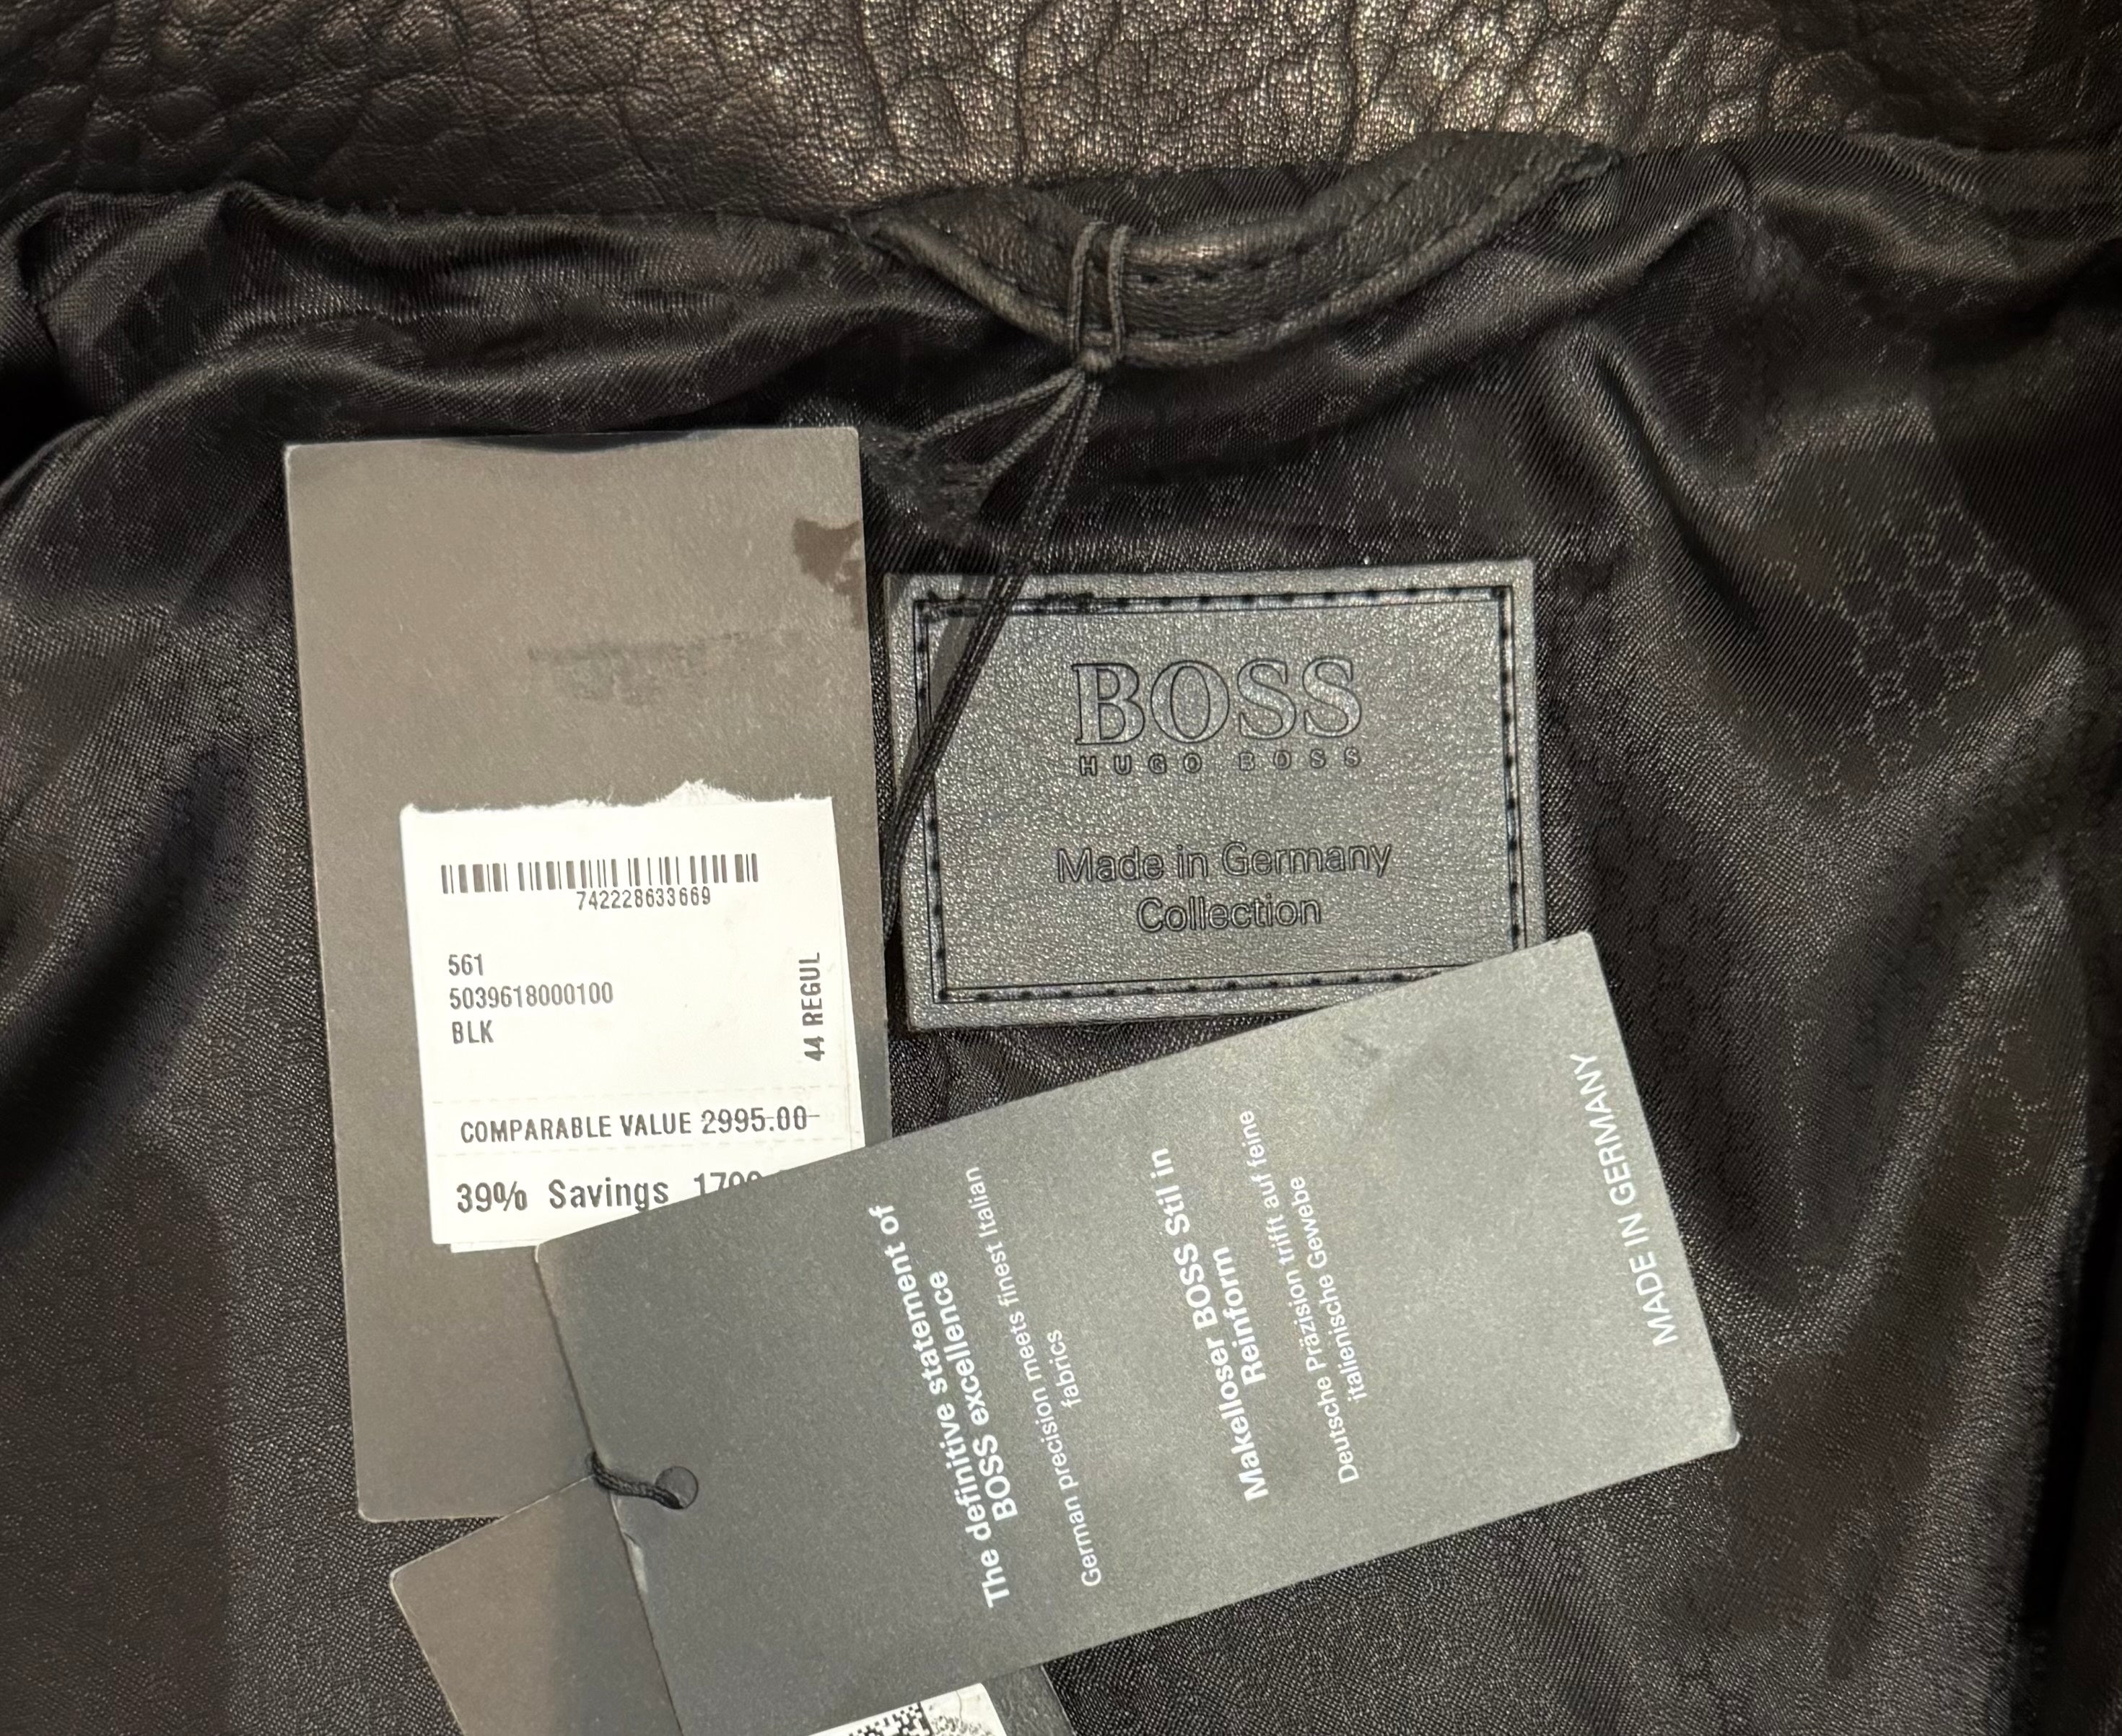 742228633669
561
5039618000100
BLK
44 REGUL
COMPARABLE VALUE 2995.00
39% Savings
BOSS
HUGO BOSS
Made in Germany
Collection
The definitive statement of
BOSS excellence
German precision meets finest Italian
fabrics
Makelloser BOSS Stil in
Reinform
Deutsche Präzision trifft auf feine
italienische Gewebe
MADE IN GERMANY